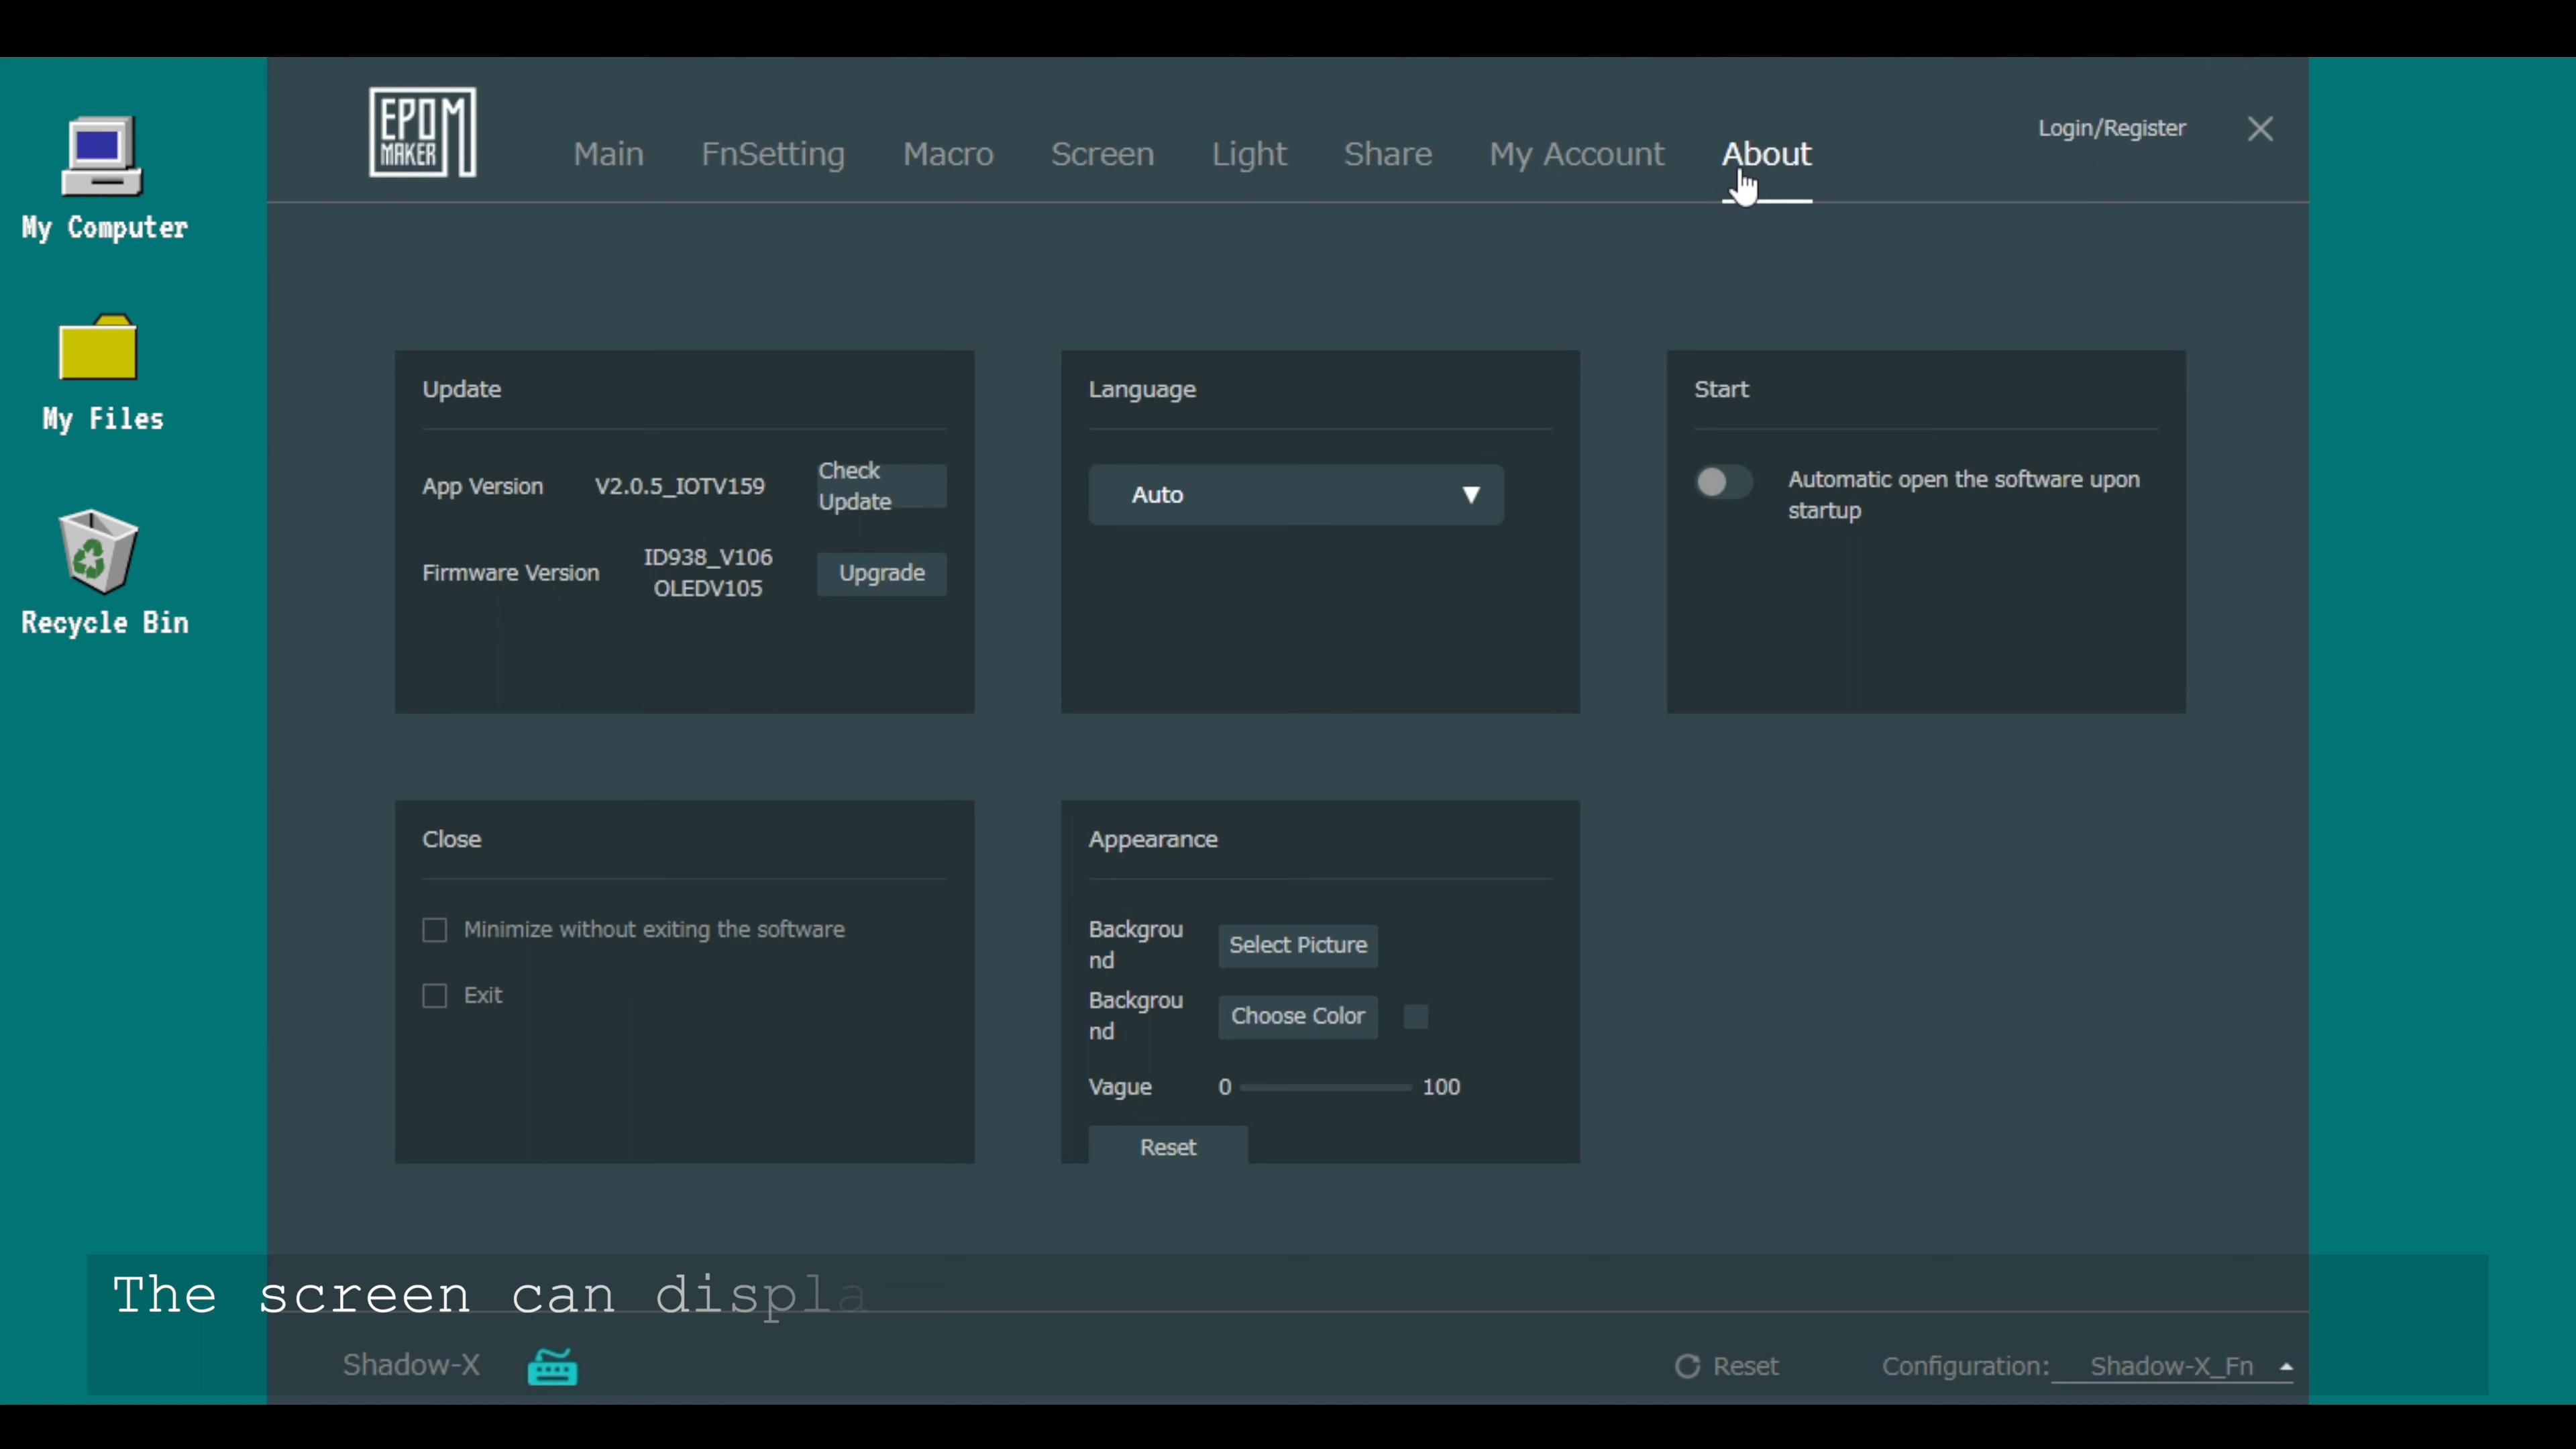 EPOM
MAKER
Main
FnSetting
Macro
Screen
Light
Share
My Account
About
Login/Register
My Computer
My Files
Recycle Bin
Update
App Version
V2.0.5_IOTV159
Check
Update
Firmware Version
ID938_V106
OLEDV105
Upgrade
Language
Auto
Start
Automatic open the software upon
startup
Close
Minimize without exiting the software
Exit
Appearance
Backgrou
nd
Select Picture
Backgrou
nd
Choose Color
Vague
0
100
Reset
The screen can displa
Shadow-X
Reset
Configuration:
Shadow-X_Fn